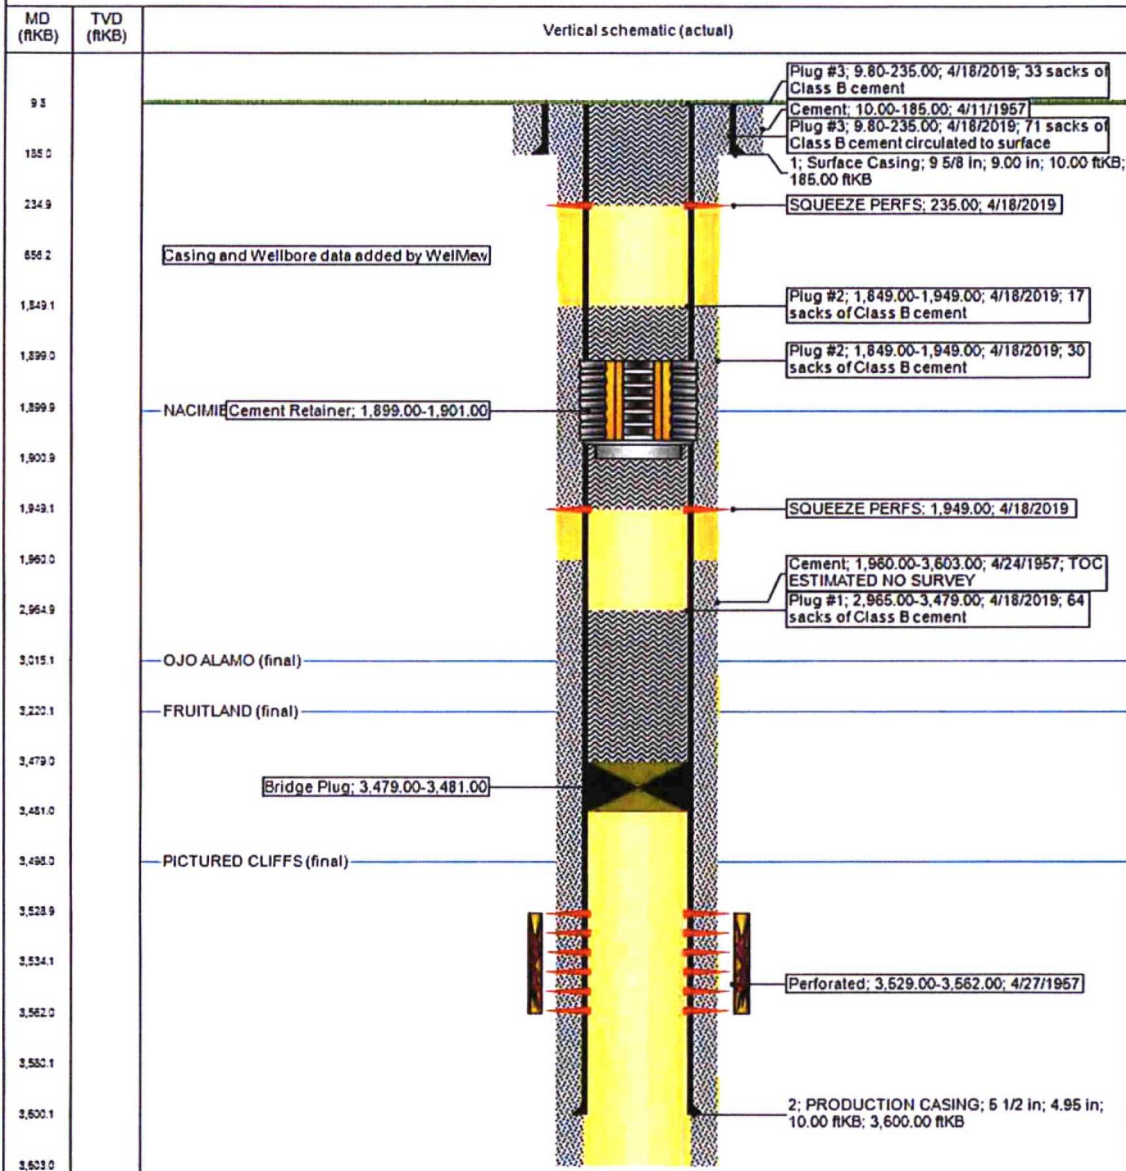 MD
(ftKB)
TVD
(ftKB)
Vertical schematic (actual)
Plug #3; 9.80-235.00; 4/18/2019; 33 sacks of
Class B cement
Cement; 10.00-185.00; 4/11/1957
Plug #3; 9.80-235.00; 4/18/2019; 71 sacks of
Class B cement circulated to surface
1; Surface Casing; 9 5/8 in; 9.00 in; 10.00 ftKB;
185.00 ftKB
185.0
234.9
SQUEEZE PERFS; 235.00; 4/18/2019
656.2
Casing and Wellbore data added by WelMew
1,849.1
Plug #2; 1,849.00-1,949.00; 4/18/2019; 17
sacks of Class B cement
1,899.0
Plug #2; 1,849.00-1,949.00; 4/18/2019; 30
sacks of Class B cement
1,899.9
NACIMIE
Cement Retainer; 1,899.00-1,901.00
1,900.9
1,949.1
SQUEEZE PERFS; 1,949.00; 4/18/2019
1,960.0
Cement; 1,960.00-3,603.00; 4/24/1957; TOC
ESTIMATED NO SURVEY
2,964.9
Plug #1; 2,965.00-3,479.00; 4/18/2019; 64
sacks of Class B cement
3,015.1
OJO ALAMO (final)
3,220.1
FRUITLAND (final)
3,479.0
Bridge Plug; 3,479.00-3,481.00
3,481.0
3,498.0
PICTURED CLIFFS (final)
3,528.9
3,534.1
Perforated; 3,529.00-3,562.00; 4/27/1957
3,562.0
3,580.1
3,600.1
2; PRODUCTION CASING; 5 1/2 in; 4.95 in;
10.00 ftKB; 3,600.00 ftKB
3,603.0